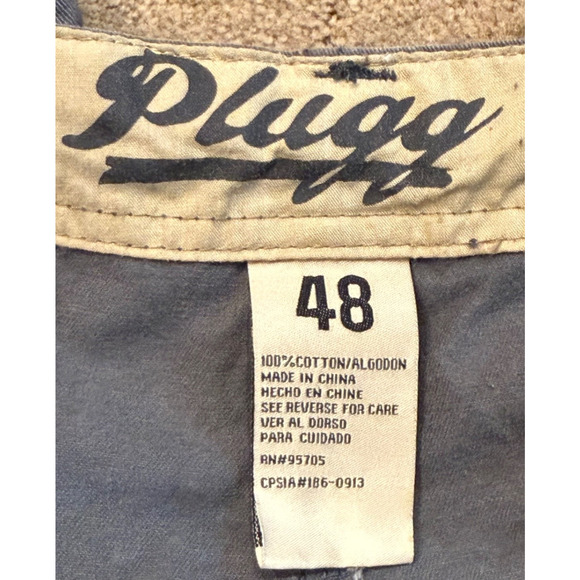 Plugg
48
100%COTTON/ALGODON
MADE IN CHINA
HECHO EN CHINE
SEE REVERSE FOR CARE
VER AL DORSO
PARA CUIDADO
RN#95705
CPSIA#186-0913